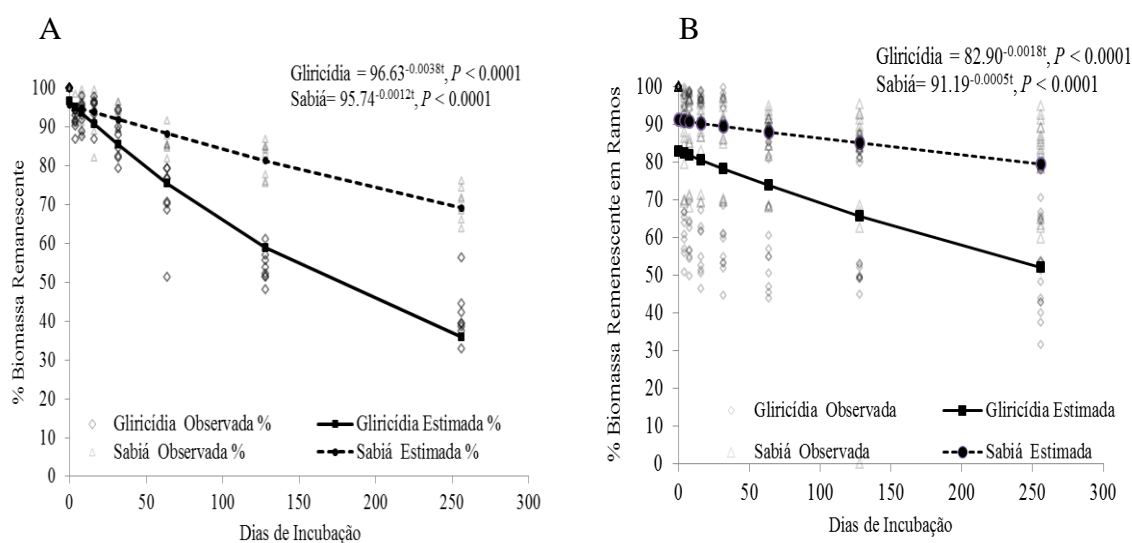 A
Gliricídia = 96.63^-0.0038t, P < 0.0001
Sabiá= 95.74^-0.0012t, P < 0.0001
% Biomassa Remanescente
100
90
80
70
60
50
40
30
20
10
0
Gliricídia Observada %
Gliricídia Estimada %
Sabiá Observada %
Sabiá Estimada %
0
50
100
150
200
250
300
Dias de Incubação
B
Gliricídia = 82.90^-0.0018t, P < 0.0001
Sabiá= 91.19^-0.0005t, P < 0.0001
% Biomassa Remenescente em Ramos
100
90
80
70
60
50
40
30
20
10
0
Gliricídia Observada
Gliricídia Estimada
Sabiá Observada
Sabiá Estimada
0
50
100
150
200
250
300
Dias de Incubação